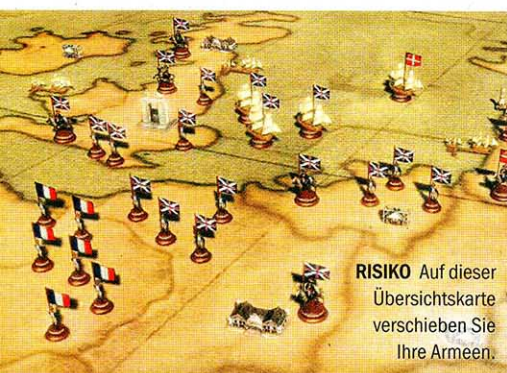 RISIKO Auf dieser
Übersichtskarte
verschieben Sie
Ihre Armeen.